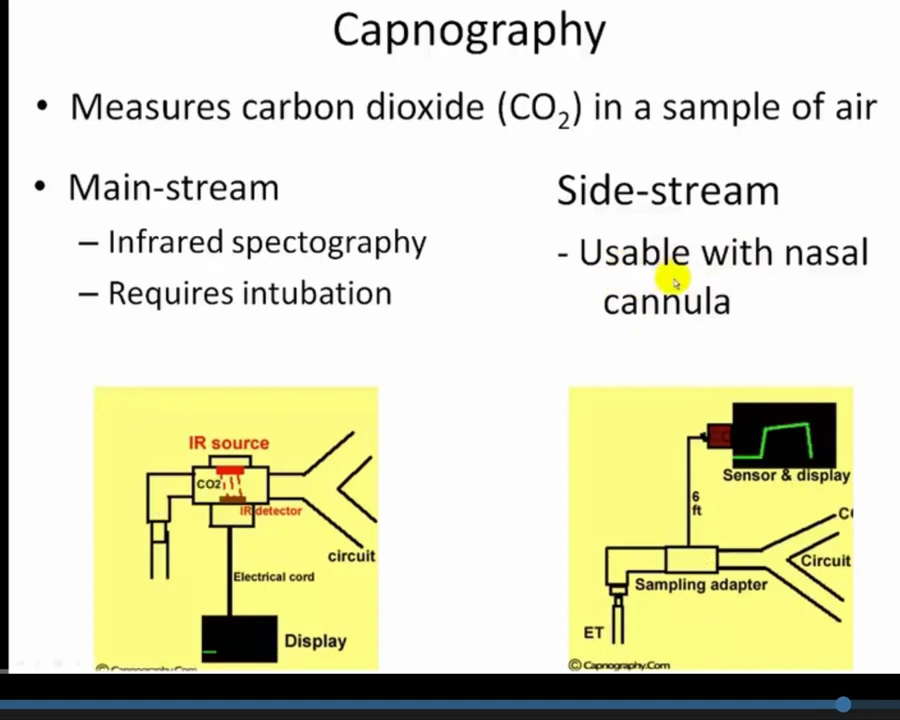 Capnography
• Measures carbon dioxide (CO₂) in a sample of air
• Main-stream
– Infrared spectography
– Requires intubation
Side-stream
- Usable with nasal
cannula
IR source
CO2
IR detector
circuit
Electrical cord
Display
© Capnography.Com
Sensor & display
6
ft
Circuit
Sampling adapter
ET
© Capnography.Com